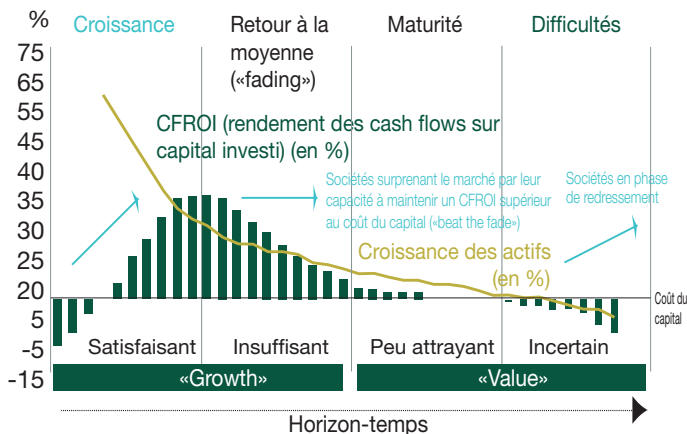 %
Croissance
Retour à la
moyenne
(«fading»)
Maturité
Difficultés
75
65
55
45
40
35
30
25
20
5
-5
-15
CFROI (rendement des cash flows sur
capital investi) (en %)
Sociétés surprenant le marché par leur
capacité à maintenir un CFROI supérieur
au coût du capital («beat the fade»)
Sociétés en phase
de redressement
Croissance des actifs
(en %)
Coût du
capital
Satisfaisant
Insuffisant
Peu attrayant
Incertain
«Growth»
«Value»
Horizon-temps